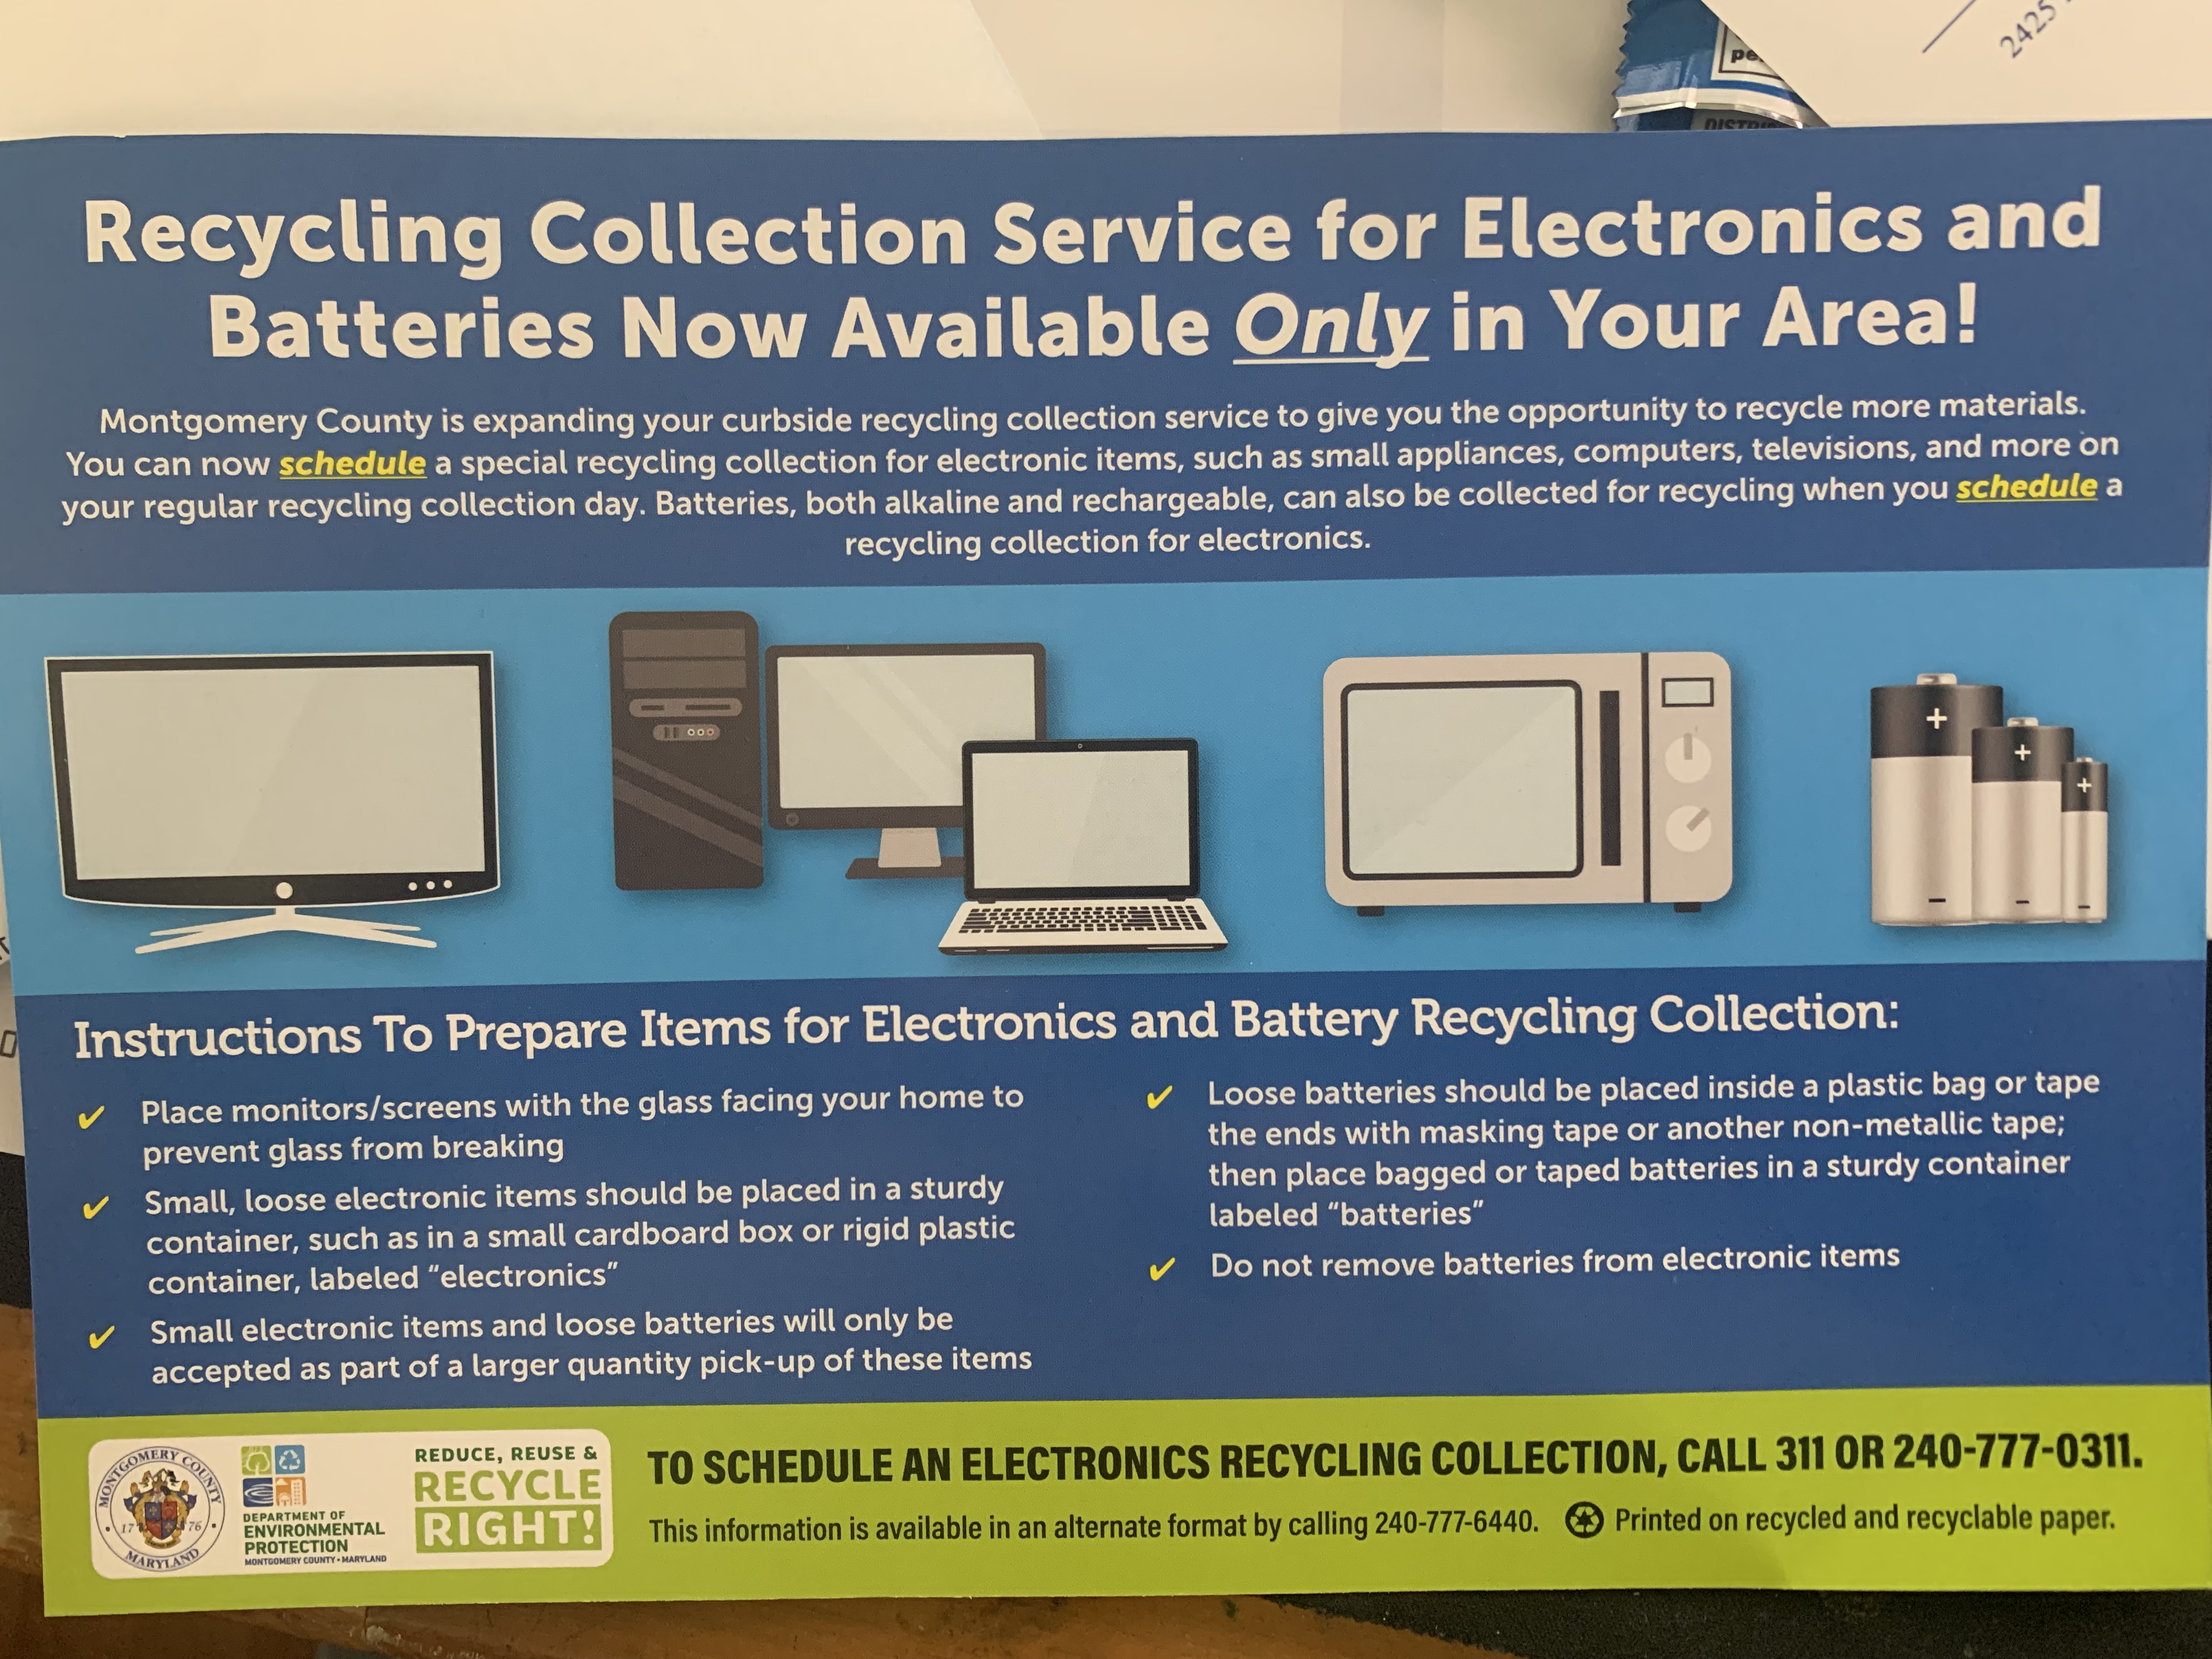 2425
pe
DISTRI
Recycling Collection Service for Electronics and
Batteries Now Available Only in Your Area!
Montgomery County is expanding your curbside recycling collection service to give you the opportunity to recycle more materials.
You can now schedule a special recycling collection for electronic items, such as small appliances, computers, televisions, and more on
your regular recycling collection day. Batteries, both alkaline and rechargeable, can also be collected for recycling when you schedule a
recycling collection for electronics.
+
+
+
-
-
-
Instructions To Prepare Items for Electronics and Battery Recycling Collection:
✔ Place monitors/screens with the glass facing your home to
prevent glass from breaking
✔ Small, loose electronic items should be placed in a sturdy
container, such as in a small cardboard box or rigid plastic
container, labeled “electronics”
✔ Small electronic items and loose batteries will only be
accepted as part of a larger quantity pick-up of these items
✔ Loose batteries should be placed inside a plastic bag or tape
the ends with masking tape or another non-metallic tape;
then place bagged or taped batteries in a sturdy container
labeled “batteries”
✔ Do not remove batteries from electronic items
MONTGOMERY COUNTY
17 76
MARYLAND
DEPARTMENT OF
ENVIRONMENTAL
PROTECTION
MONTGOMERY COUNTY • MARYLAND
REDUCE, REUSE &
RECYCLE
RIGHT!
TO SCHEDULE AN ELECTRONICS RECYCLING COLLECTION, CALL 311 OR 240-777-0311.
This information is available in an alternate format by calling 240-777-6440. Printed on recycled and recyclable paper.